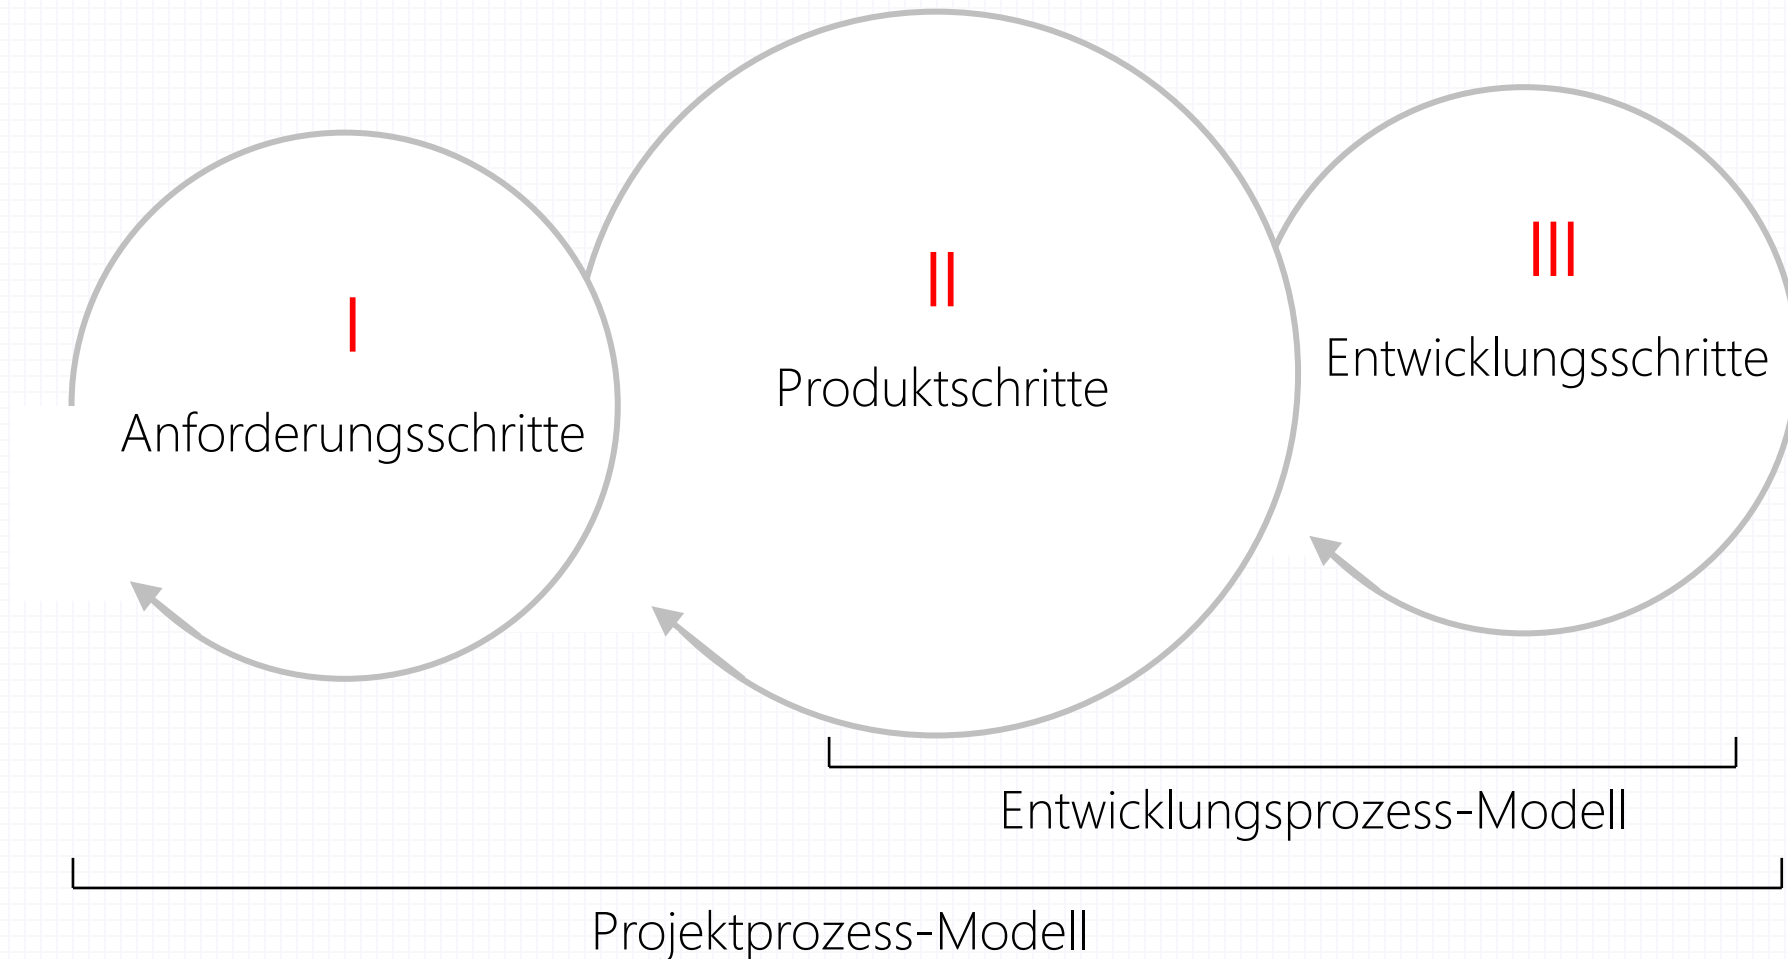 I
Anforderungsschritte
II
Produktschritte
III
Entwicklungsschritte
Entwicklungsprozess-Modell
Projektprozess-Modell